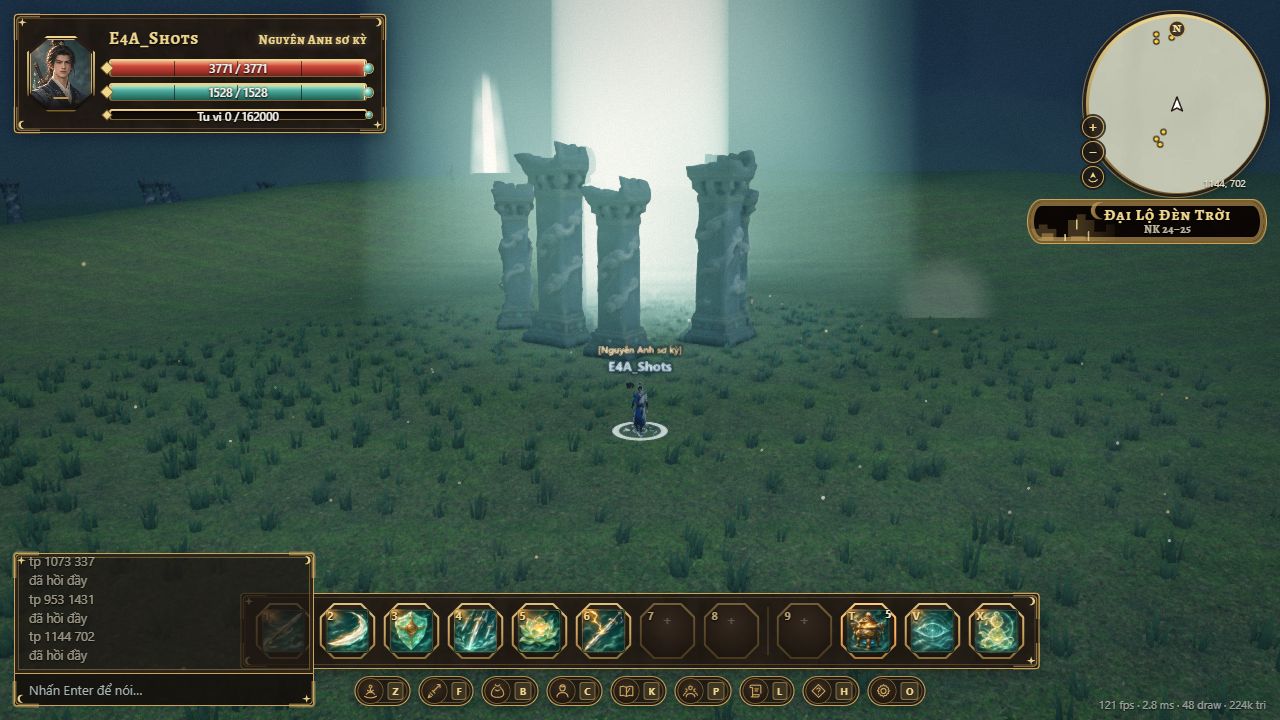 E4A_Shots
Nguyên Anh sơ kỳ
3771 / 3771
1528 / 1528
Tu vi 0 / 162000
N
+
−
1144, 702
Đại Lộ Đèn Trời
NK 24–25
[Nguyên Anh sơ kỳ]
E4A_Shots
tp 1073 337
đã hồi đầy
tp 953 1431
đã hồi đầy
tp 1144 702
đã hồi đầy
Nhấn Enter để nói...
1 2 3 4 5 6 7 8 9 T 5 V X
Z F B C K P L H O
121 fps · 2.8 ms · 48 draw · 224k tri